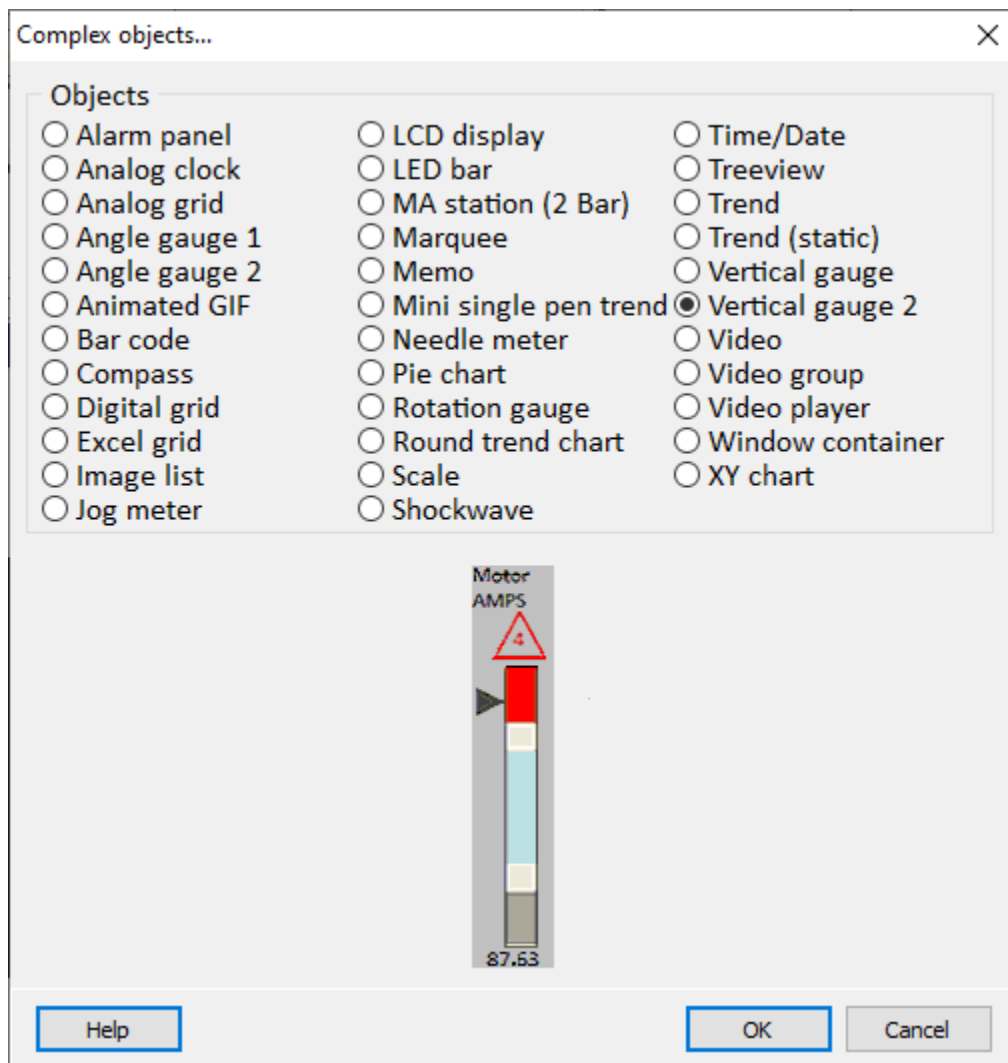 Complex objects...
Objects
Alarm panel
Analog clock
Analog grid
Angle gauge 1
Angle gauge 2
Animated GIF
Bar code
Compass
Digital grid
Excel grid
Image list
Jog meter
LCD display
LED bar
MA station (2 Bar)
Marquee
Memo
Mini single pen trend
Needle meter
Pie chart
Rotation gauge
Round trend chart
Scale
Shockwave
Time/Date
Treeview
Trend
Trend (static)
Vertical gauge
Vertical gauge 2
Video
Video group
Video player
Window container
XY chart
Motor
AMPS
4
87.63
Help
OK
Cancel